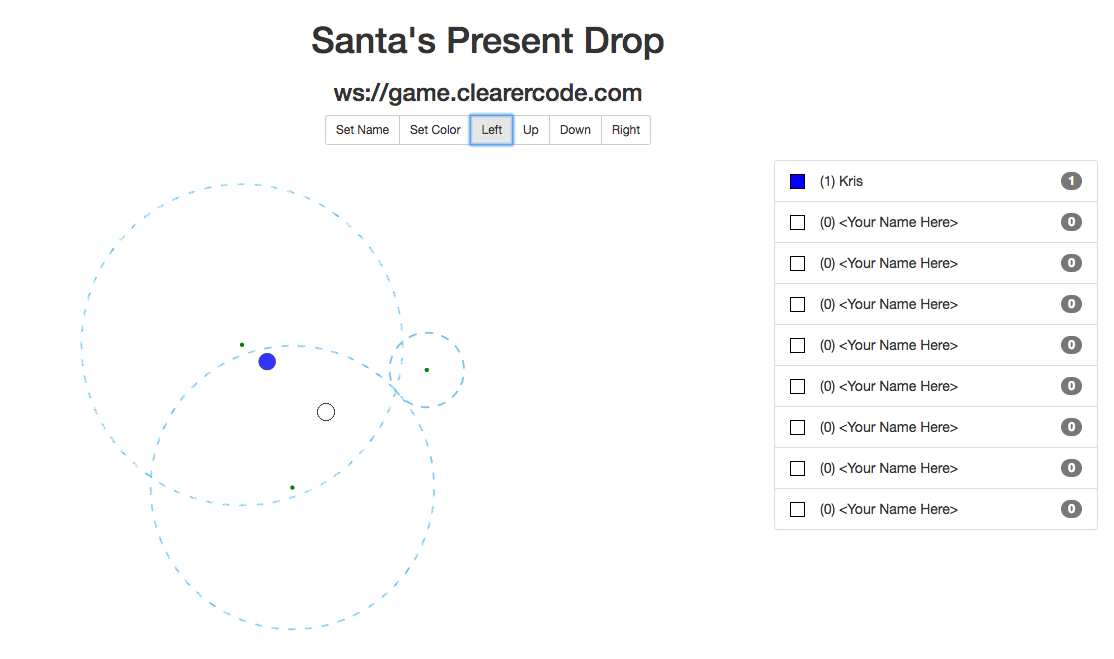 Santa's Present Drop
ws://game.clearercode.com
Set Name Set Color Left Up Down Right
(1) Kris 1
(0) <Your Name Here> 0
(0) <Your Name Here> 0
(0) <Your Name Here> 0
(0) <Your Name Here> 0
(0) <Your Name Here> 0
(0) <Your Name Here> 0
(0) <Your Name Here> 0
(0) <Your Name Here> 0